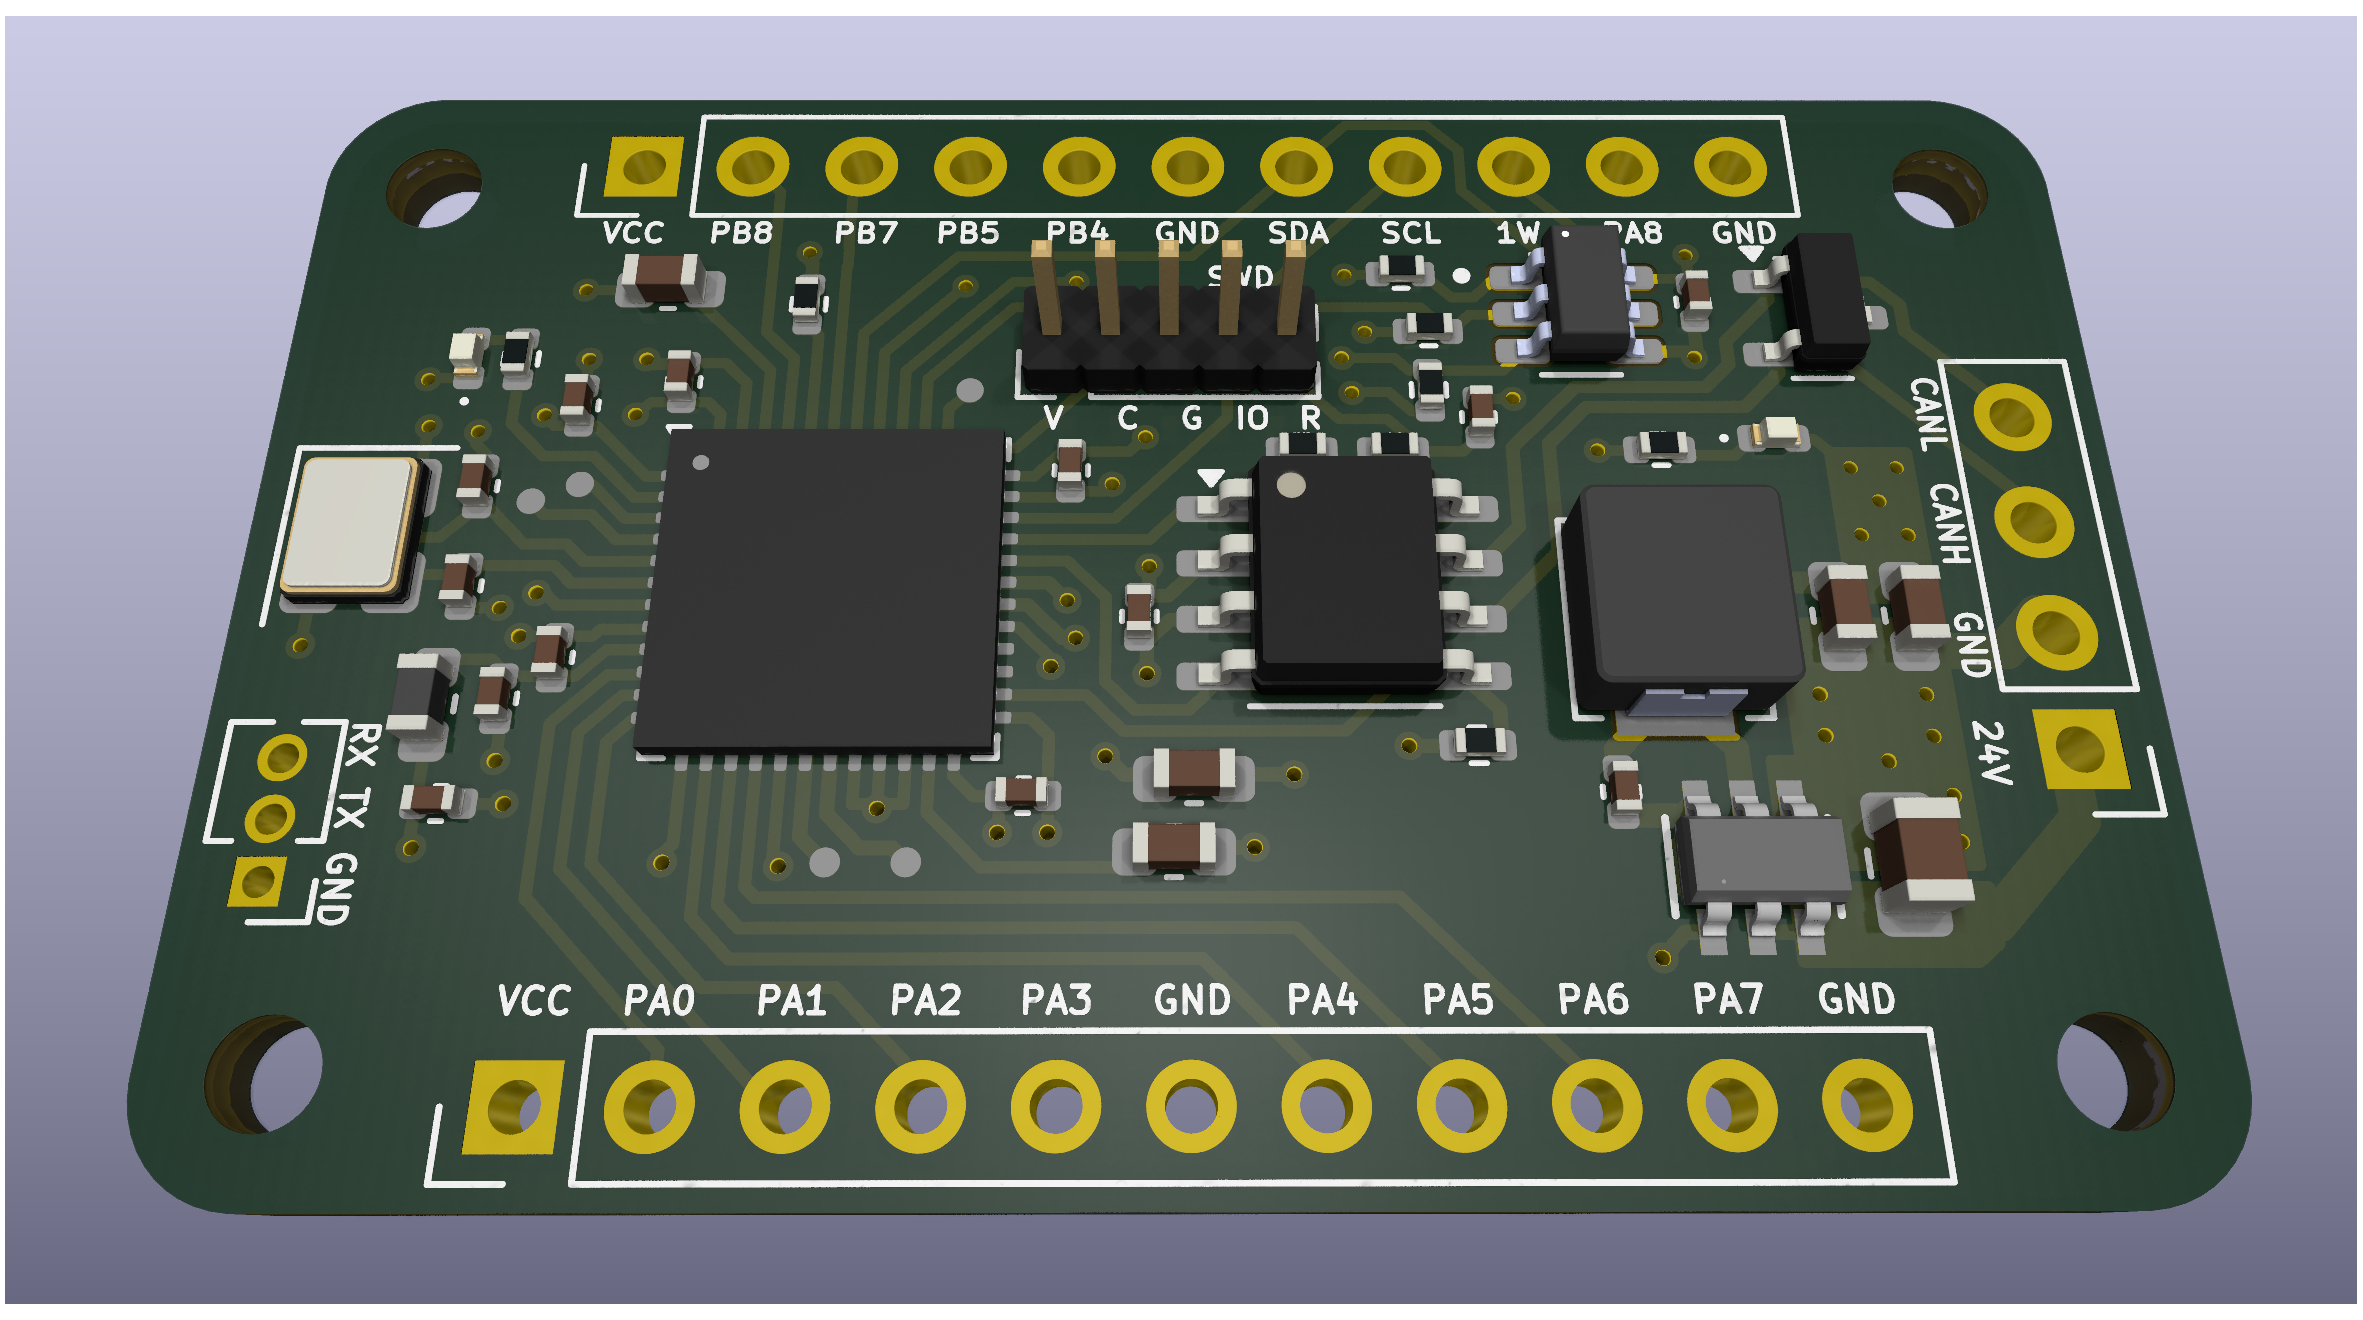 VCC PB8 PB7 PB5 PB4 GND SDA SCL 1W PA8 GND
SWD
V C G IO R
CANL
CANH
GND
24V
RX
TX
GND
VCC PA0 PA1 PA2 PA3 GND PA4 PA5 PA6 PA7 GND